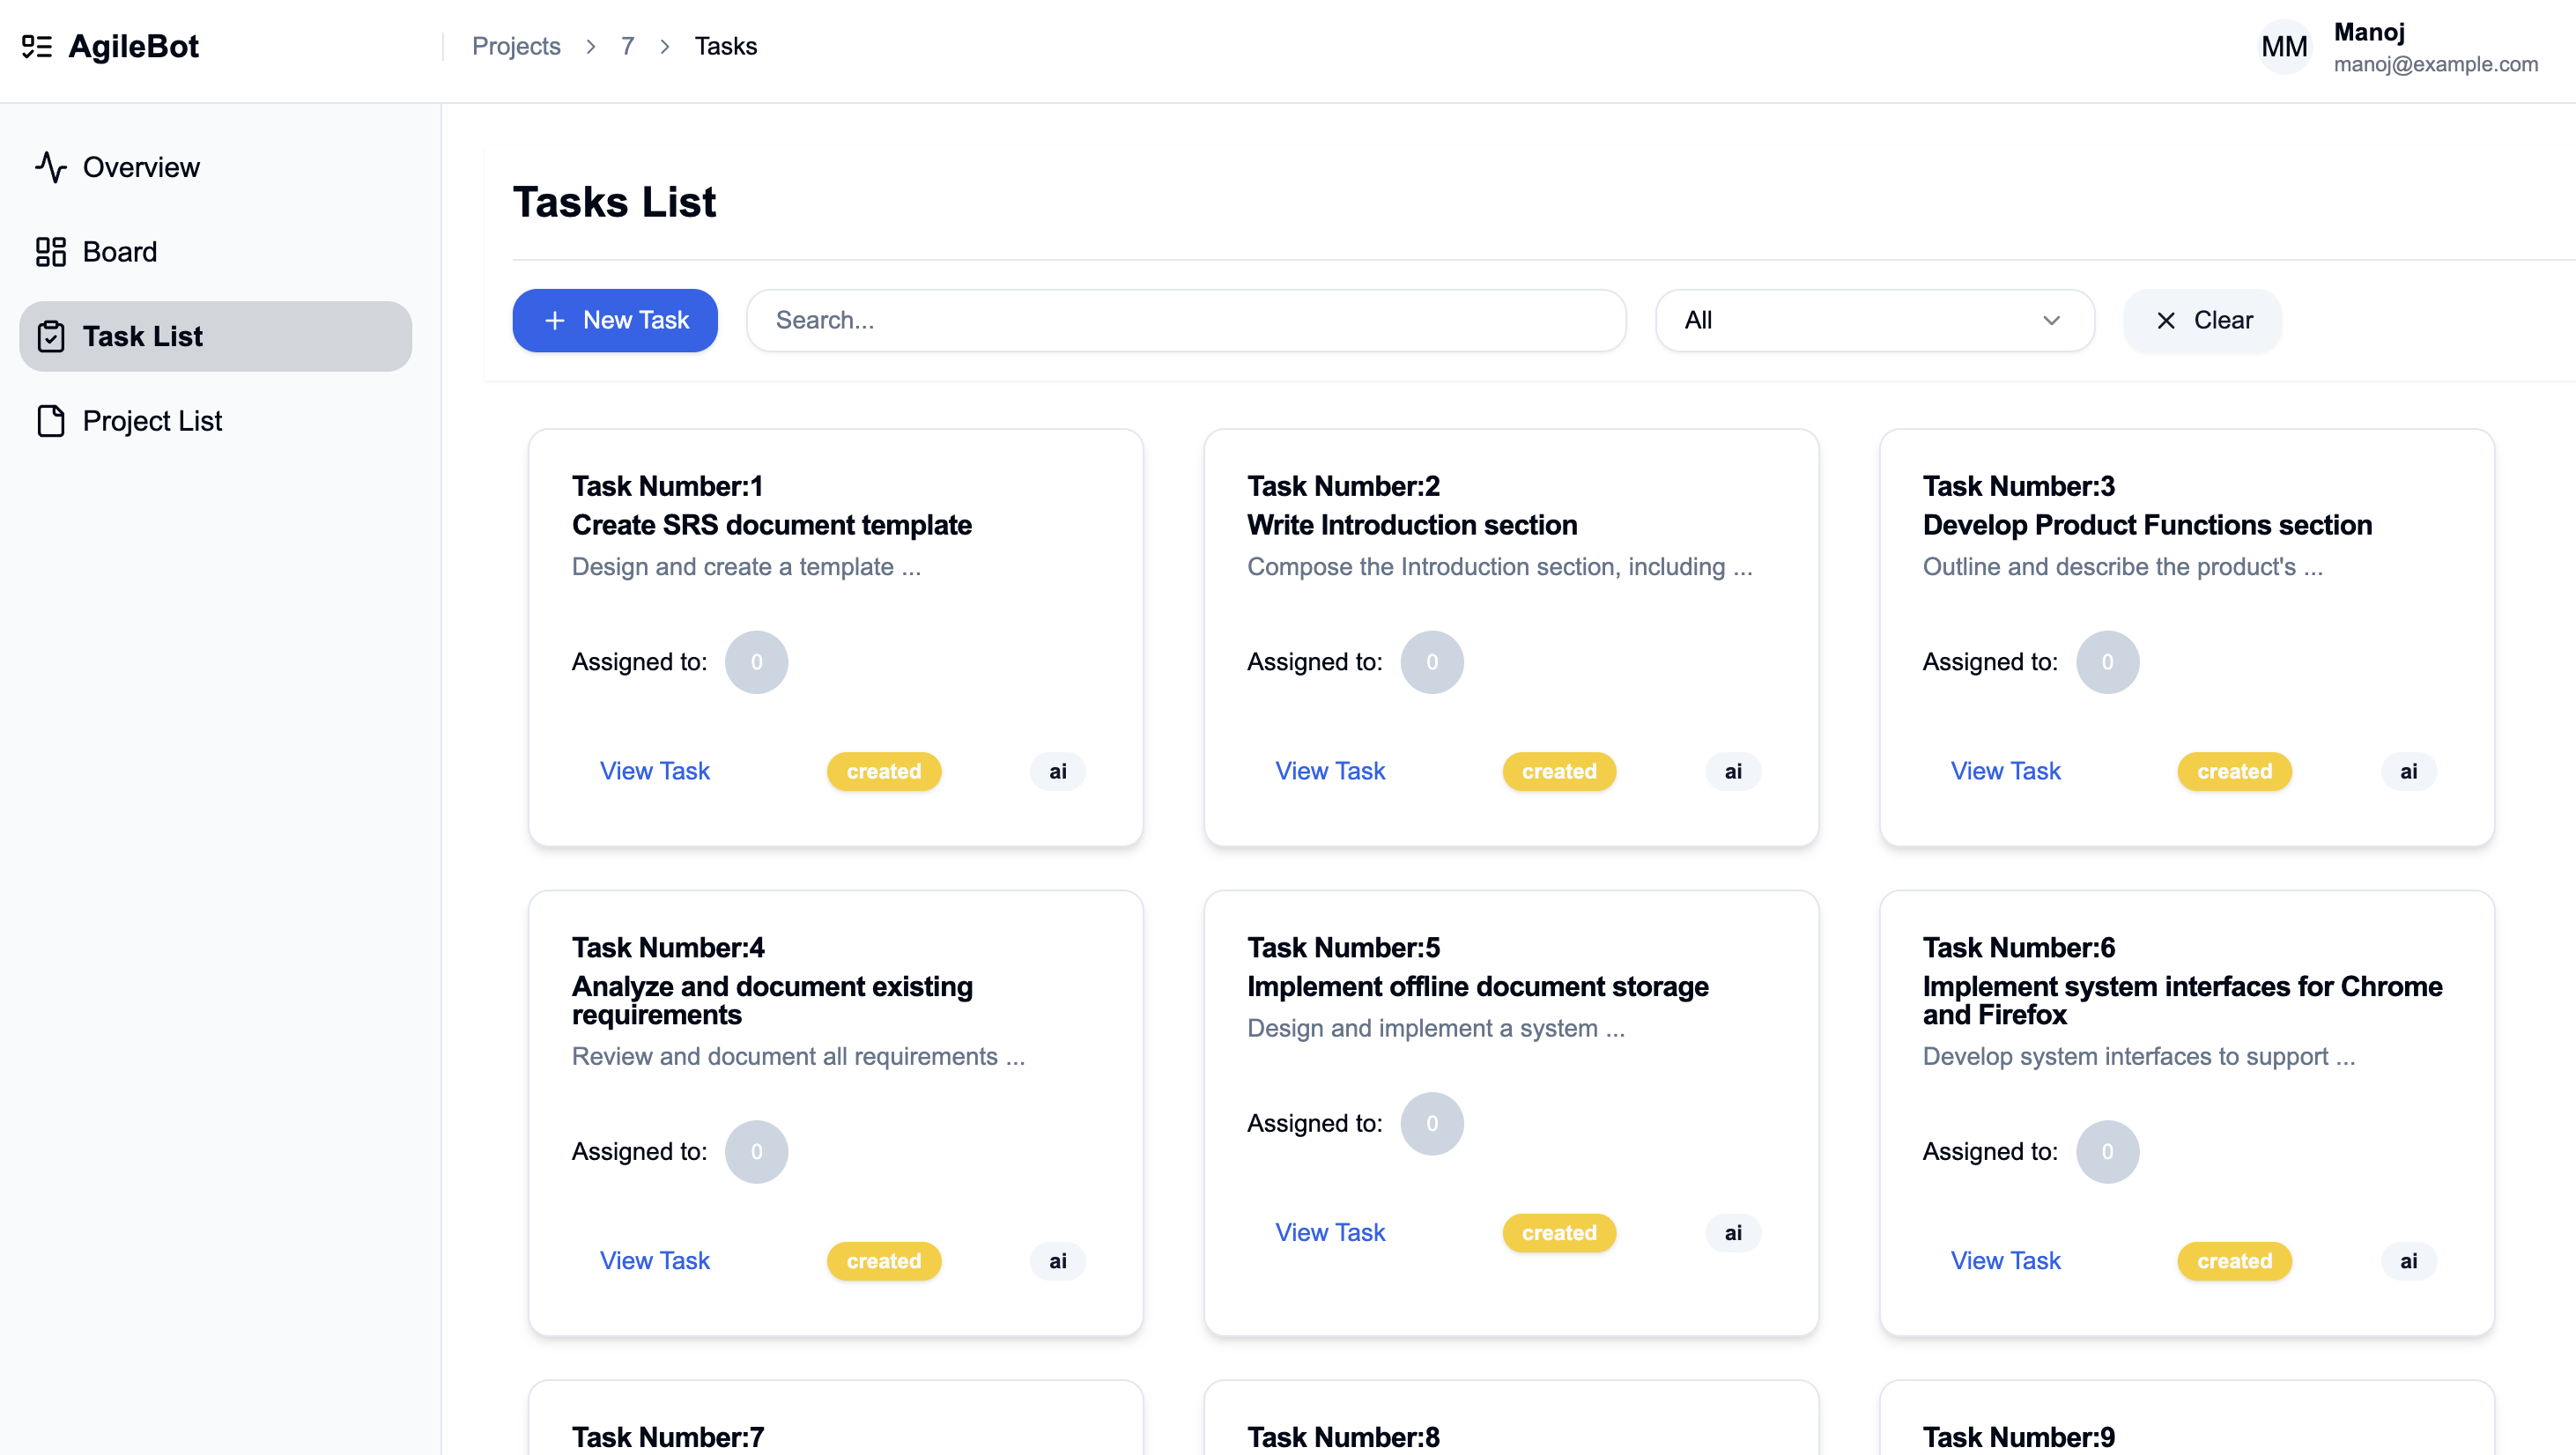 AgileBot
Projects > 7 > Tasks
MM
Manoj
manoj@example.com
Overview
Board
Task List
Project List
Tasks List
+ New Task
Search...
All
Clear
Task Number:1
Create SRS document template
Design and create a template ...
Assigned to: 0
View Task created ai
Task Number:2
Write Introduction section
Compose the Introduction section, including ...
Assigned to: 0
View Task created ai
Task Number:3
Develop Product Functions section
Outline and describe the product's ...
Assigned to: 0
View Task created ai
Task Number:4
Analyze and document existing
requirements
Review and document all requirements ...
Assigned to: 0
View Task created ai
Task Number:5
Implement offline document storage
Design and implement a system ...
Assigned to: 0
View Task created ai
Task Number:6
Implement system interfaces for Chrome
and Firefox
Develop system interfaces to support ...
Assigned to: 0
View Task created ai
Task Number:7
Task Number:8
Task Number:9